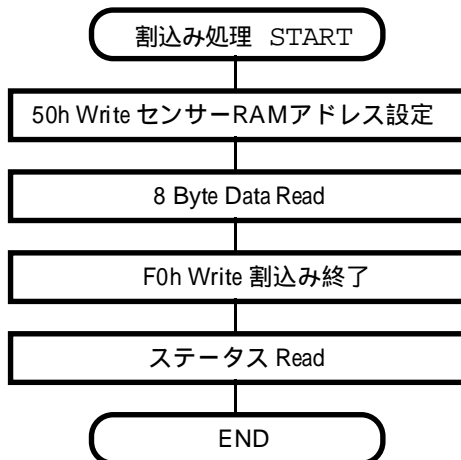 割込み処理 START
50h Write センサーRAMアドレス設定
8 Byte Data Read
F0h Write 割込み終了
ステータス Read
END